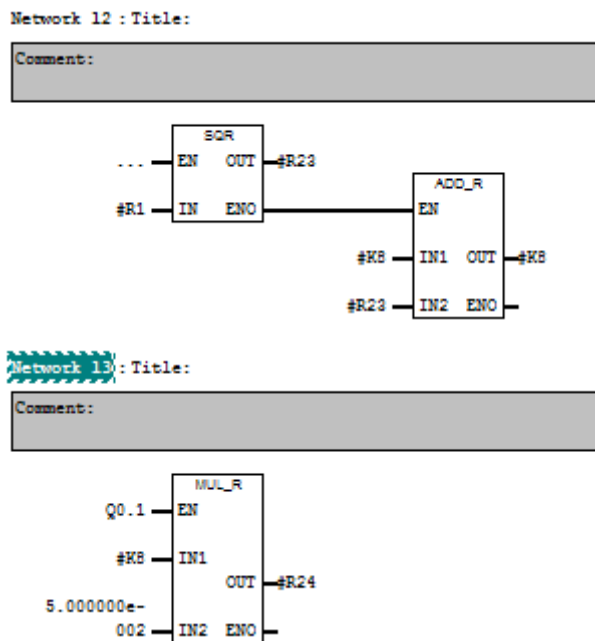 Network 12 : Title:
Comment:
SQR
... EN OUT #R23
#R1 IN ENO
ADD_R
EN
#K8 IN1 OUT #K8
#R23 IN2 ENO
Network 13 : Title:
Comment:
MUL_R
Q0.1 EN
#K8 IN1
OUT #R24
5.000000e-
002 IN2 ENO